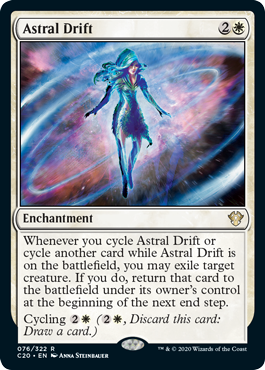 Astral Drift 2
Enchantment
Whenever you cycle Astral Drift or
cycle another card while Astral Drift is
on the battlefield, you may exile target
creature. If you do, return that card to
the battlefield under its owner's control
at the beginning of the next end step.
Cycling 2 (2, Discard this card:
Draw a card.)
076/322 R
C20 • EN Anna Steinbauer ™ & © 2020 Wizards of the Coast